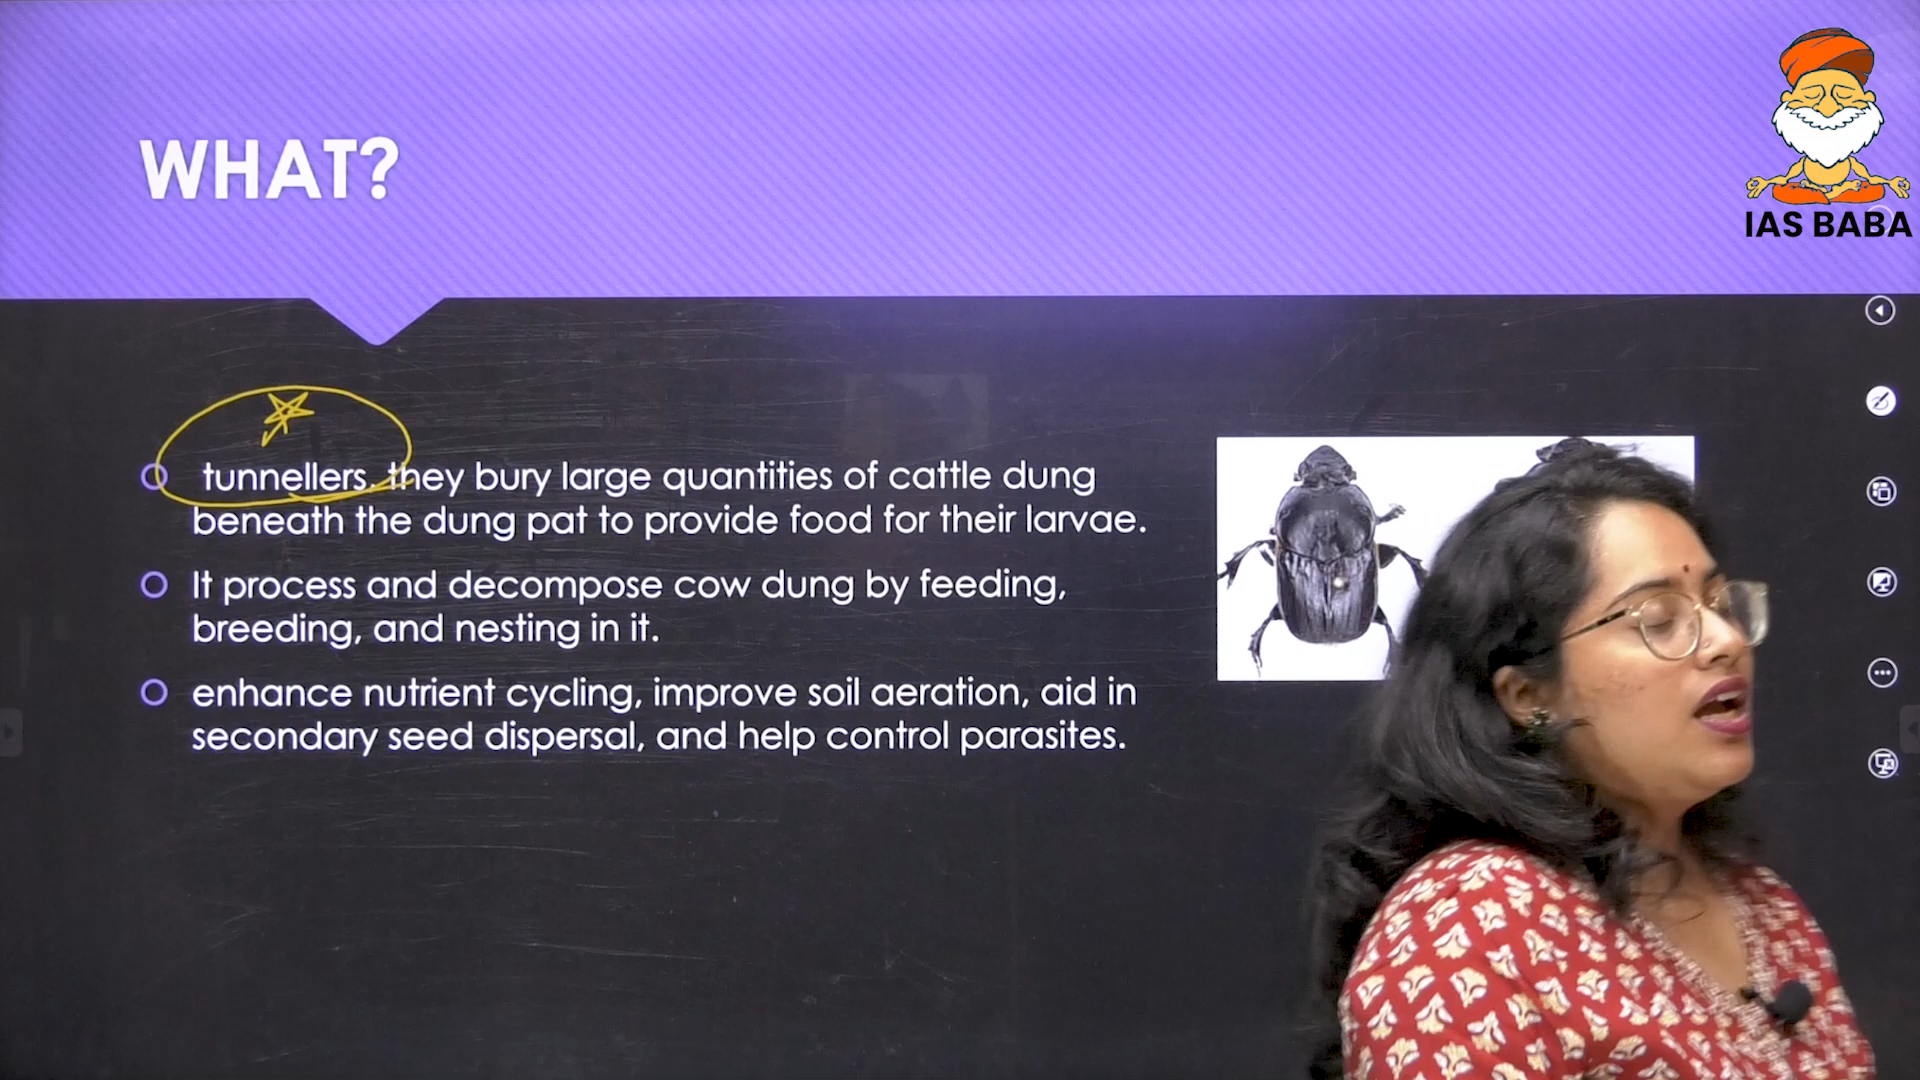 IAS BABA
WHAT?
tunnellers. they bury large quantities of cattle dung
beneath the dung pat to provide food for their larvae.
It process and decompose cow dung by feeding,
breeding, and nesting in it.
enhance nutrient cycling, improve soil aeration, aid in
secondary seed dispersal, and help control parasites.